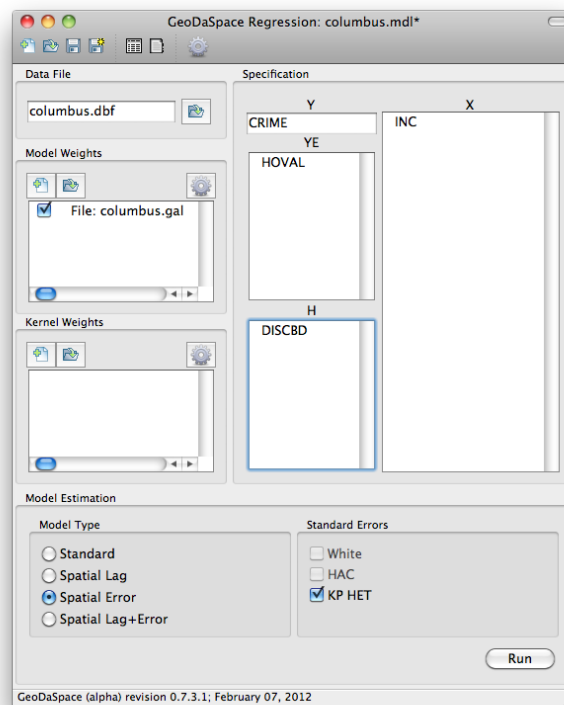 GeoDaSpace Regression: columbus.mdl*
Data File
columbus.dbf
Model Weights
File: columbus.gal
Kernel Weights
Specification
Y
CRIME
YE
HOVAL
H
DISCBD
X
INC
Model Estimation
Model Type
Standard
Spatial Lag
Spatial Error
Spatial Lag+Error
Standard Errors
White
HAC
KP HET
Run
GeoDaSpace (alpha) revision 0.7.3.1; February 07, 2012